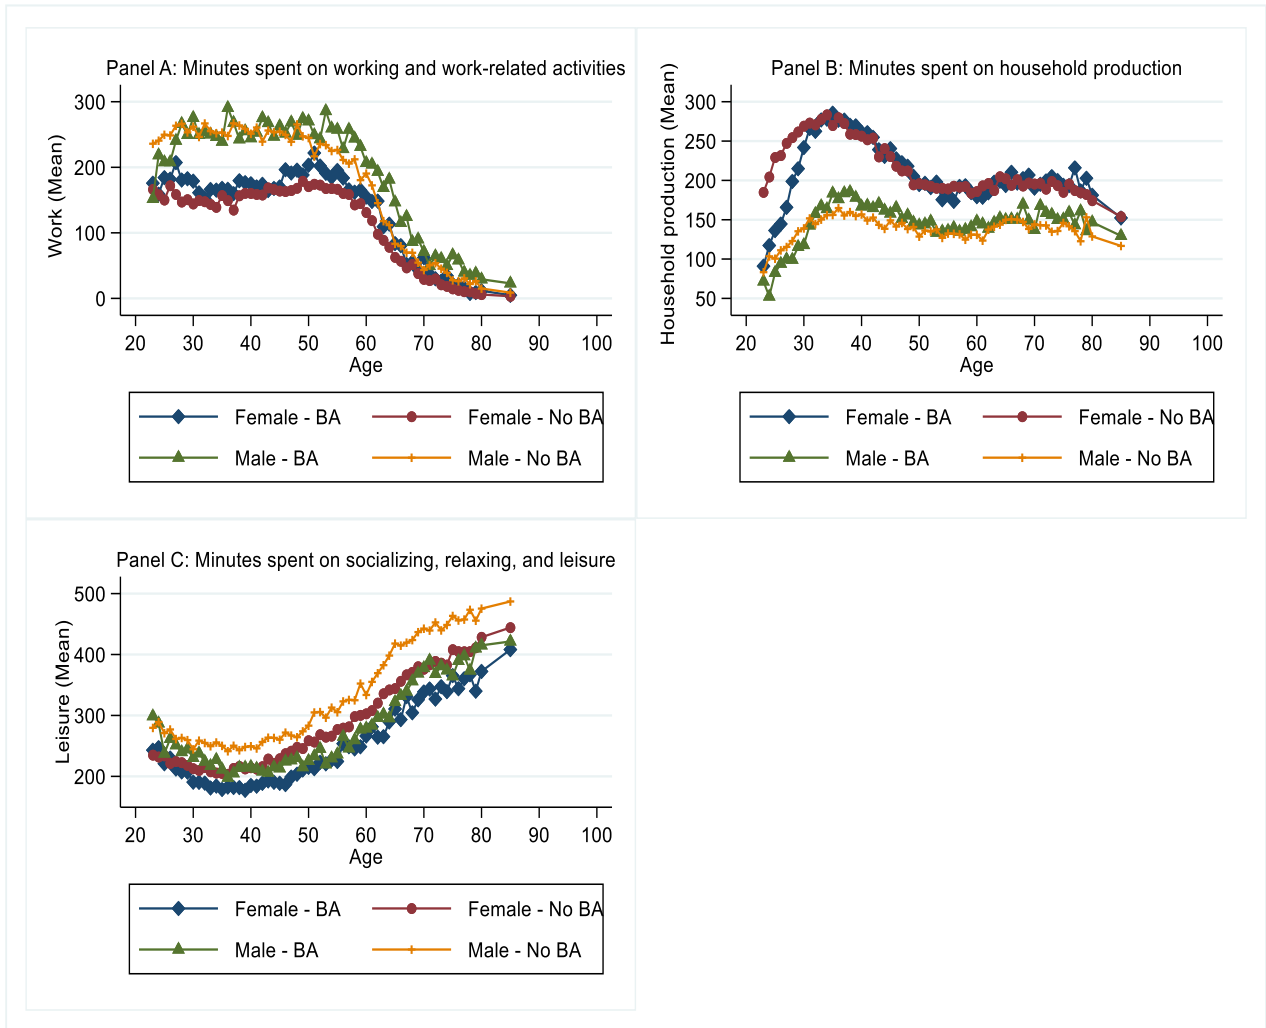 Panel A: Minutes spent on working and work-related activities
Work (Mean)
300
200
100
0
20 30 40 50 60 70 80 90 100
Age
Female - BA Female - No BA
Male - BA Male - No BA
Panel B: Minutes spent on household production
Household production (Mean)
300
250
200
150
100
50
20 30 40 50 60 70 80 90 100
Age
Female - BA Female - No BA
Male - BA Male - No BA
Panel C: Minutes spent on socializing, relaxing, and leisure
Leisure (Mean)
500
400
300
200
20 30 40 50 60 70 80 90 100
Age
Female - BA Female - No BA
Male - BA Male - No BA